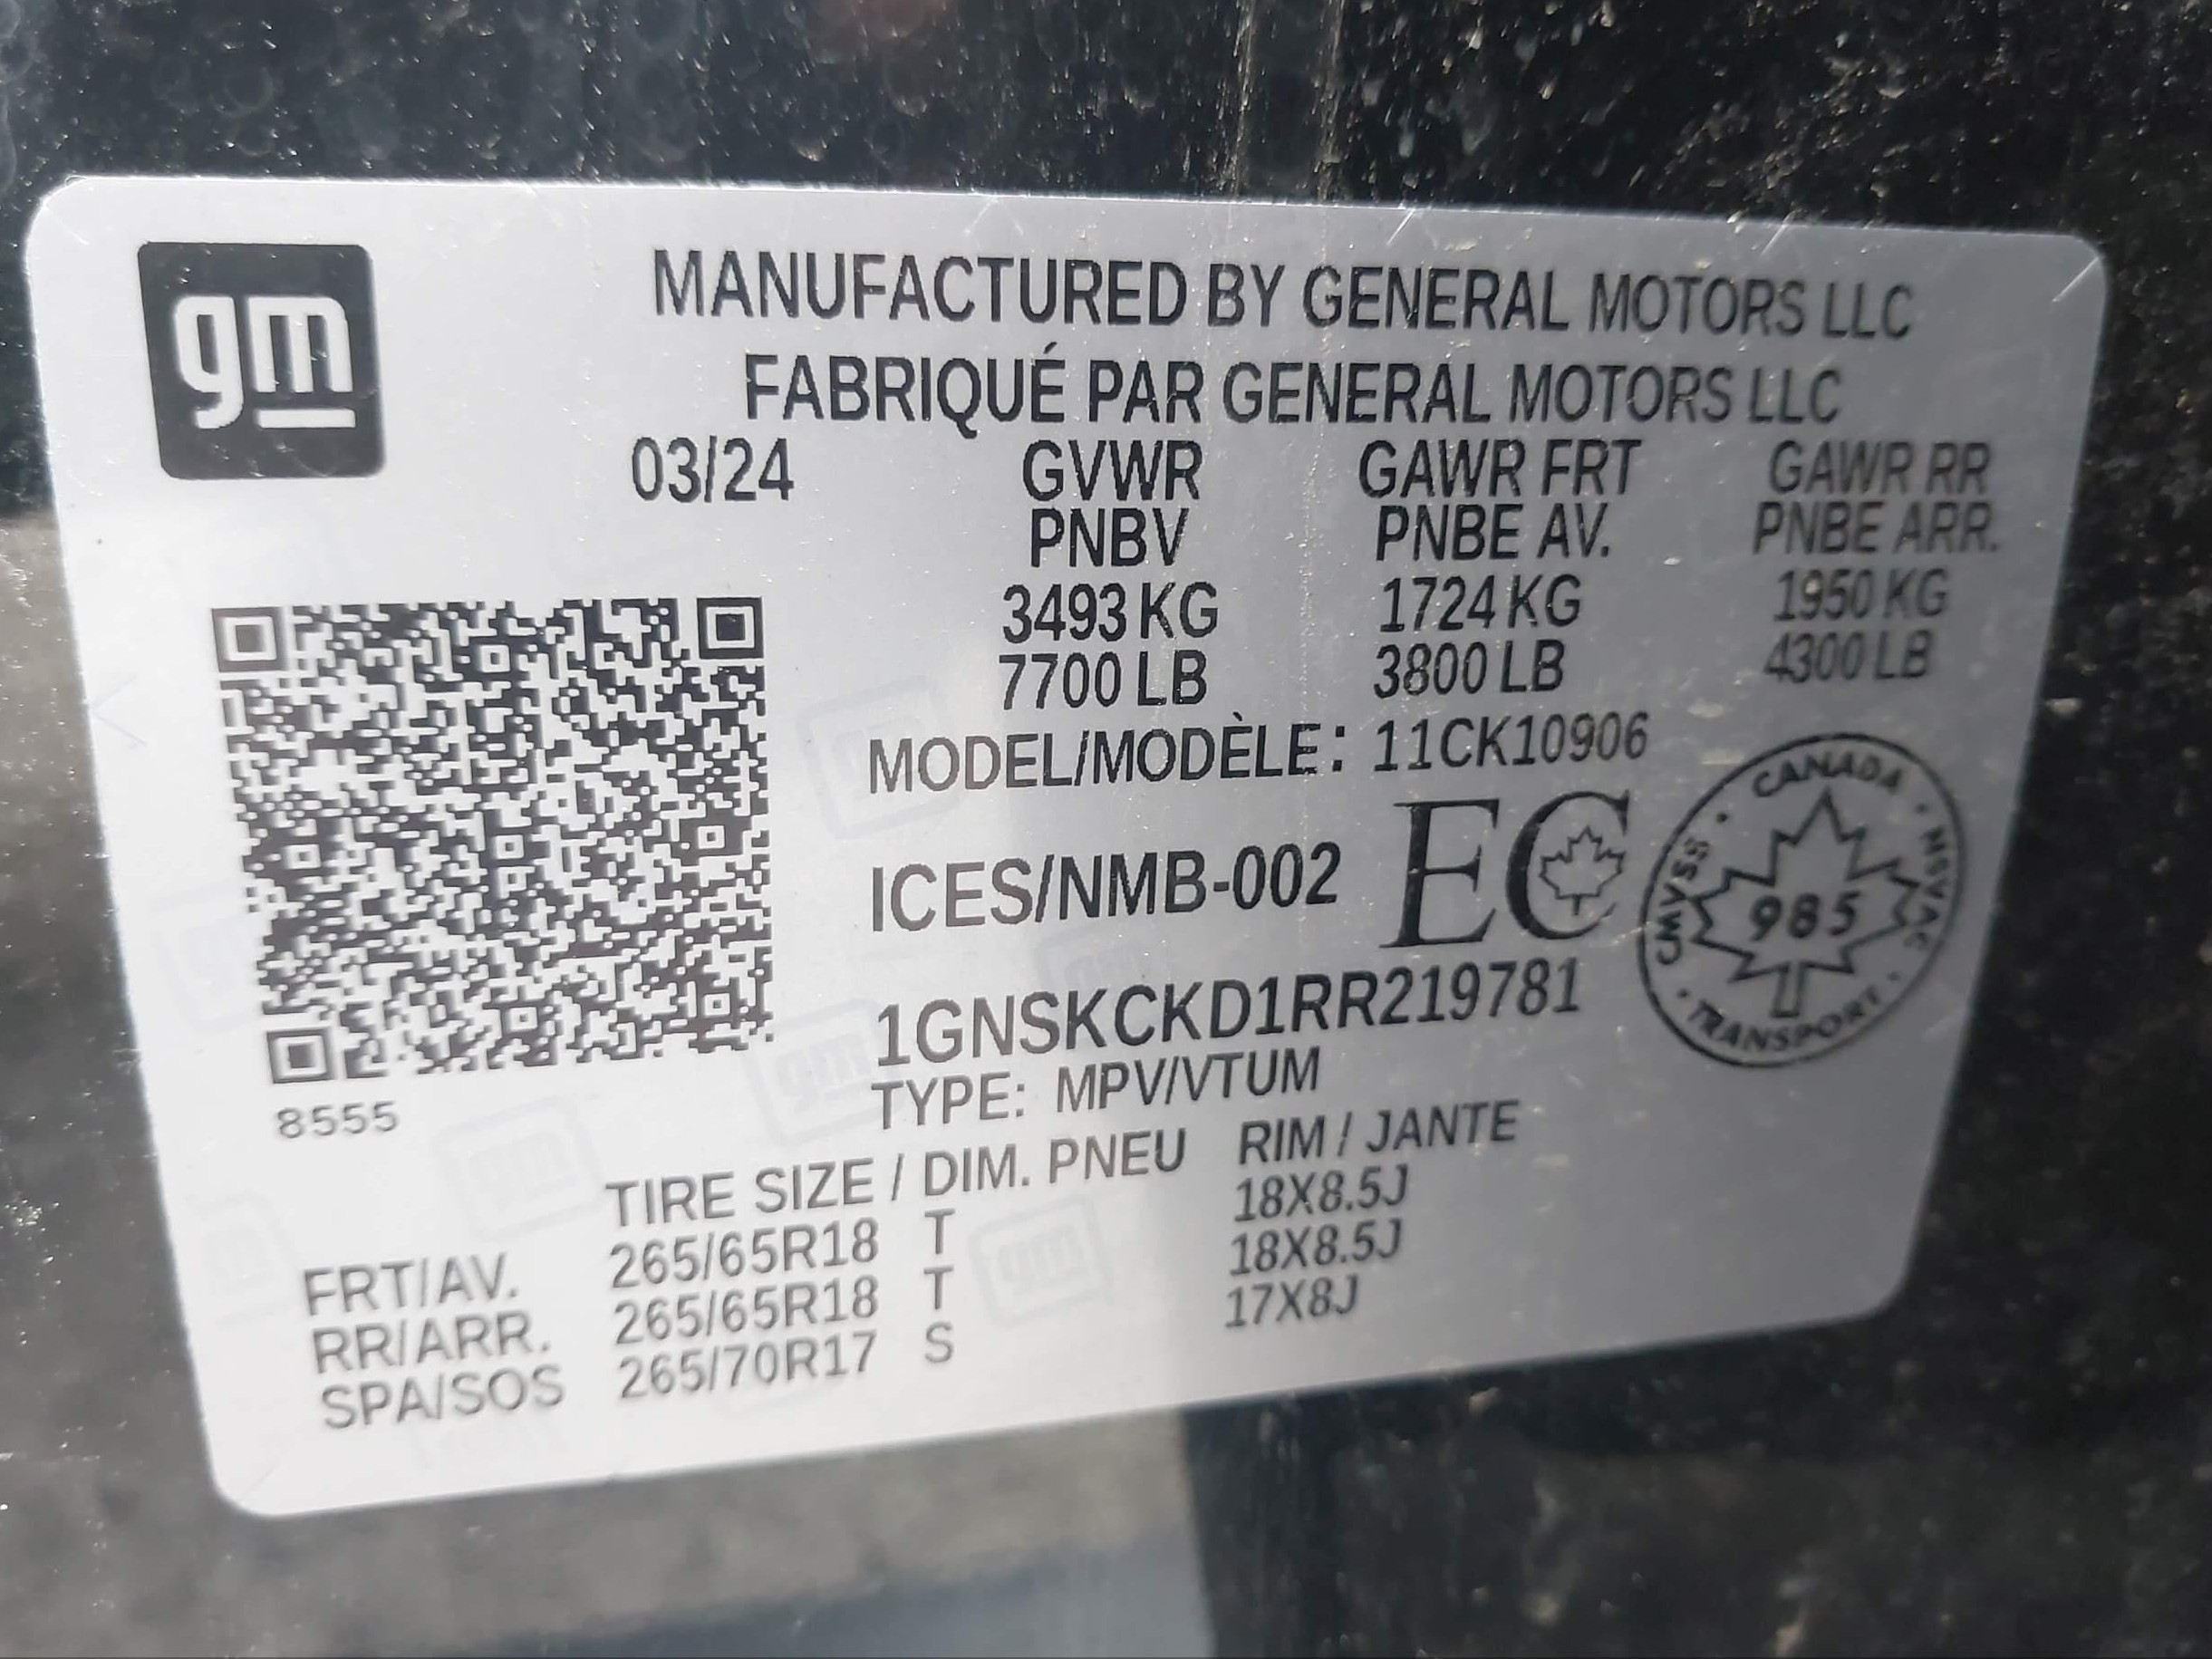 gm
MANUFACTURED BY GENERAL MOTORS LLC
FABRIQUÉ PAR GENERAL MOTORS LLC
03/24 GVWR GAWR FRT GAWR RR
PNBV PNBE AV. PNBE ARR.
3493 KG 1724 KG 1950 KG
7700 LB 3800 LB 4300 LB
MODEL/MODÈLE: 11CK10906
ICES/NMB-002 EC
CANADA · NSVAC · TRANSPORT · CMVSS ·
985
1GNSKCKD1RR219781
TYPE: MPV/VTUM
8555
TIRE SIZE / DIM. PNEU RIM / JANTE
FRT/AV. 265/65R18 T 18X8.5J
RR/ARR. 265/65R18 T 18X8.5J
SPA/SOS 265/70R17 S 17X8J